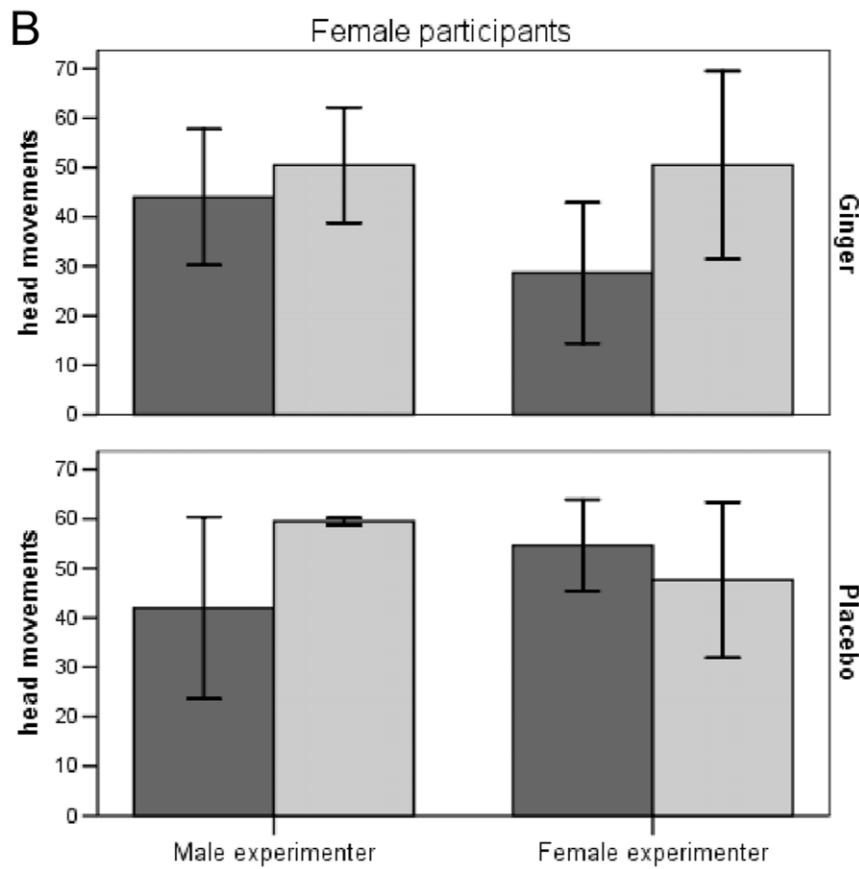 B
Female participants
70
60
50
40
30
20
10
0
head movements
Ginger
70
60
50
40
30
20
10
0
head movements
Placebo
Male experimenter
Female experimenter